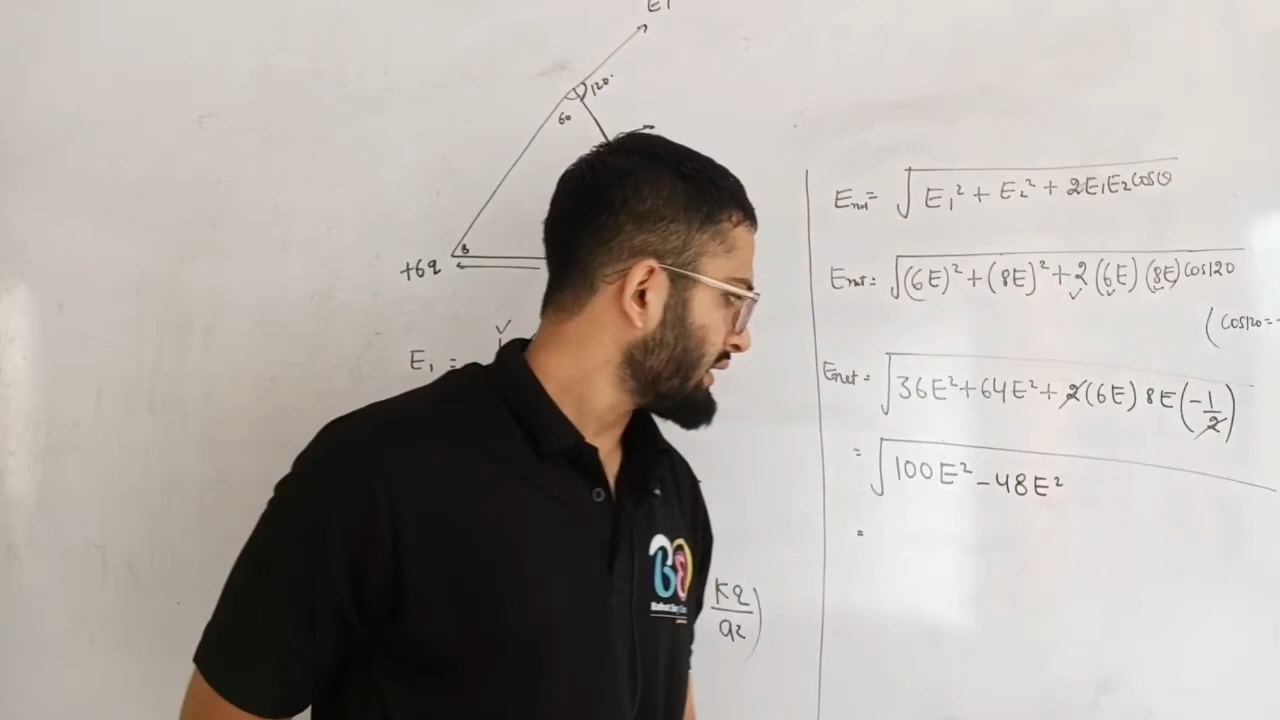 E1
120°
60
B
+6q
E₁ =
Kq
a2
Enet = √E₁² + E₂² + 2E₁E₂cosθ
Enet = √(6E)² + (8E)² + 2 (6E) (8E) cos120
(cos120 = -
Enet = √36E² + 64E² + 2(6E) 8E(-1/2)
= √100E² - 48E²
=